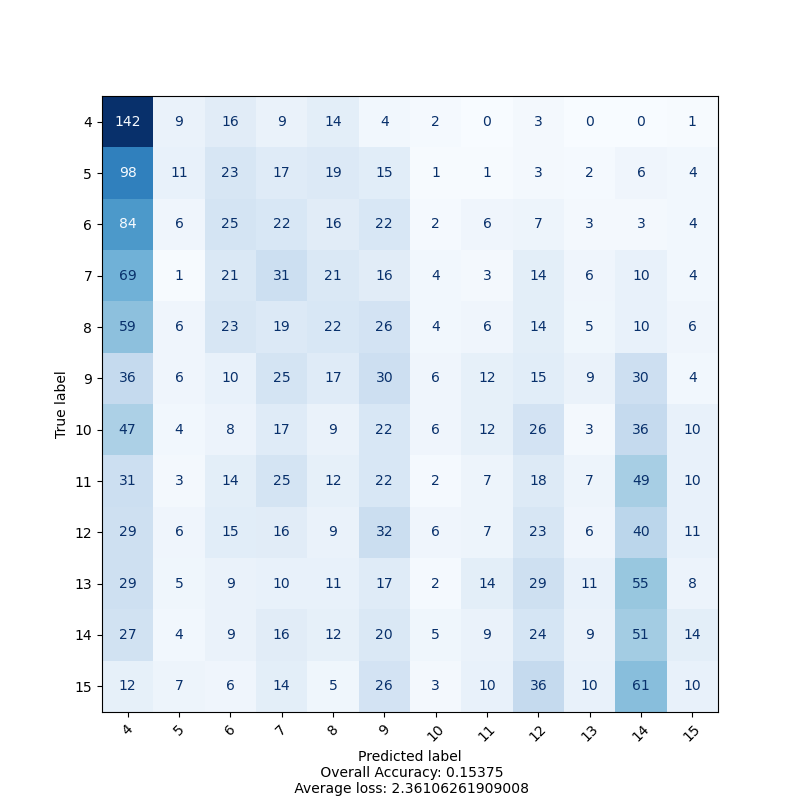 4 142 9 16 9 14 4 2 0 3 0 0 1
5 98 11 23 17 19 15 1 1 3 2 6 4
6 84 6 25 22 16 22 2 6 7 3 3 4
7 69 1 21 31 21 16 4 3 14 6 10 4
8 59 6 23 19 22 26 4 6 14 5 10 6
9 36 6 10 25 17 30 6 12 15 9 30 4
True label
10 47 4 8 17 9 22 6 12 26 3 36 10
11 31 3 14 25 12 22 2 7 18 7 49 10
12 29 6 15 16 9 32 6 7 23 6 40 11
13 29 5 9 10 11 17 2 14 29 11 55 8
14 27 4 9 16 12 20 5 9 24 9 51 14
15 12 7 6 14 5 26 3 10 36 10 61 10
4 5 6 7 8 9 10 11 12 13 14 15
Predicted label
Overall Accuracy: 0.15375
Average loss: 2.36106261909008